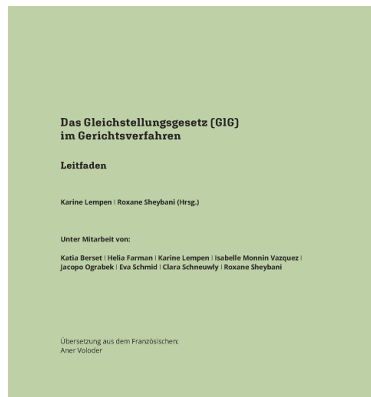 Das Gleichstellungsgesetz (GlG)
im Gerichtsverfahren
Leitfaden
Karine Lempen | Roxane Sheybani (Hrsg.)
Unter Mitarbeit von:
Katia Berset | Helia Farman | Karine Lempen | Isabelle Monnin Vazquez |
Jacopo Ograbek | Eva Schmid | Clara Schneuwly | Roxane Sheybani
Übersetzung aus dem Französischen:
Aner Voloder